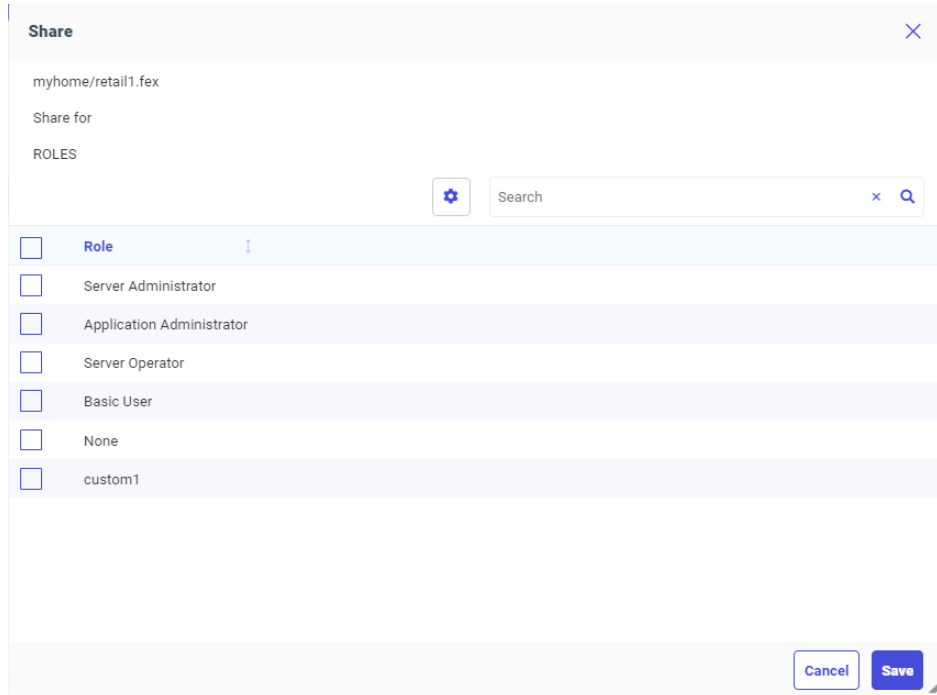 Share
myhome/retail1.fex
Share for
ROLES
Search
Role
Server Administrator
Application Administrator
Server Operator
Basic User
None
custom1
Cancel Save